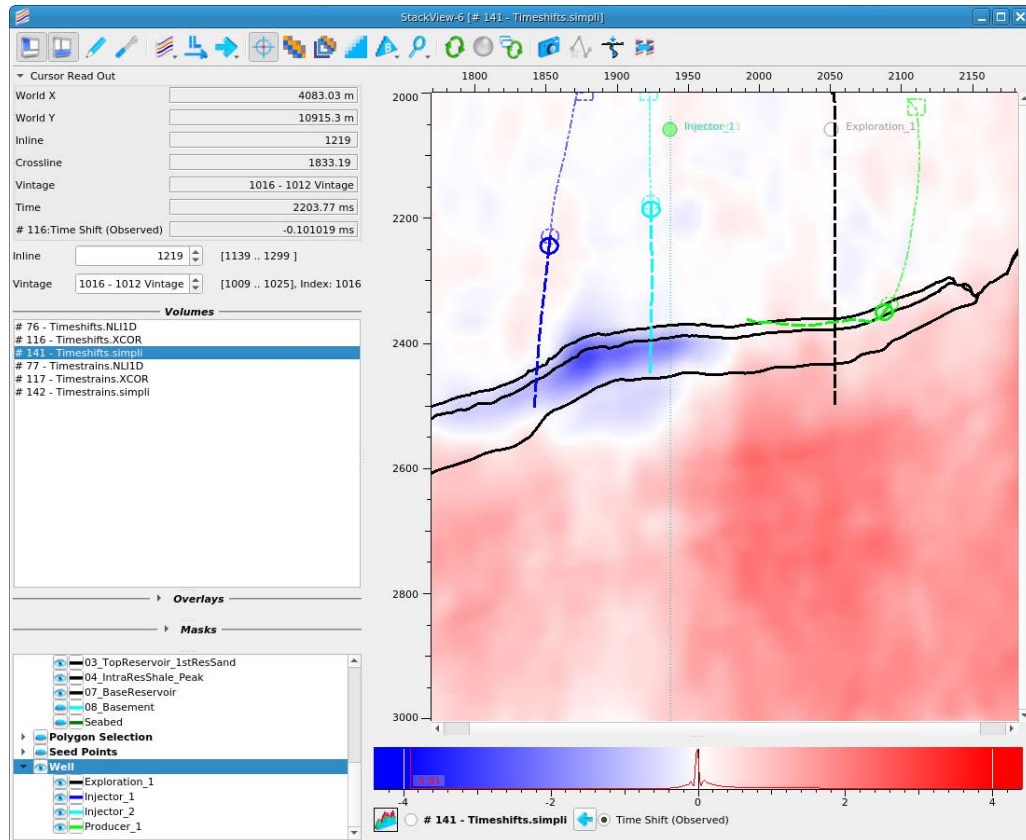 StackView-6 [# 141 - Timeshifts.simpli]
Cursor Read Out
World X 4083.03 m
World Y 10915.3 m
Inline 1219
Crossline 1833.19
Vintage 1016 - 1012 Vintage
Time 2203.77 ms
# 116:Time Shift (Observed) -0.101019 ms
Inline 1219 [1139 .. 1299 ]
Vintage 1016 - 1012 Vintage [1009 .. 1025], Index: 1016
Volumes
# 76 - Timeshifts.NLI1D
# 116 - Timeshifts.XCOR
# 141 - Timeshifts.simpli
# 77 - Timestrains.NLI1D
# 117 - Timestrains.XCOR
# 142 - Timestrains.simpli
Overlays
Masks
03_TopReservoir_1stResSand
04_IntraResShale_Peak
07_BaseReservoir
08_Basement
Seabed
Polygon Selection
Seed Points
Well
Exploration_1
Injector_1
Injector_2
Producer_1
1800 1850 1900 1950 2000 2050 2100 2150
2000
Injector_1 Exploration_1
2200
2400
2600
2800
3000
-4 -2 0 2 4
# 141 - Timeshifts.simpli Time Shift (Observed)